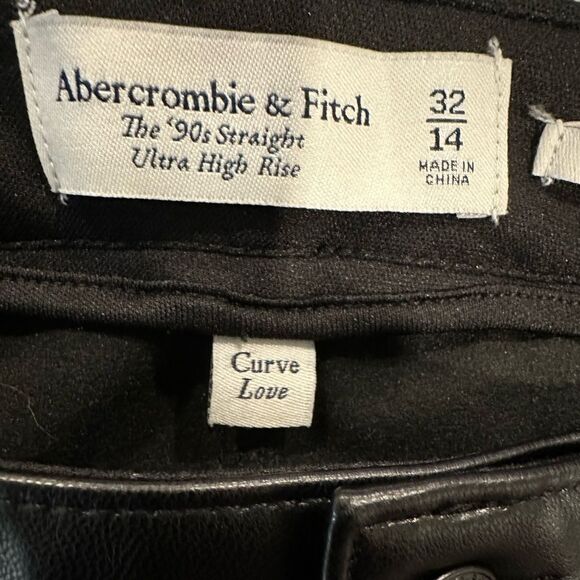 Abercrombie & Fitch
The '90s Straight
Ultra High Rise
32
14
MADE IN
CHINA
Curve
Love